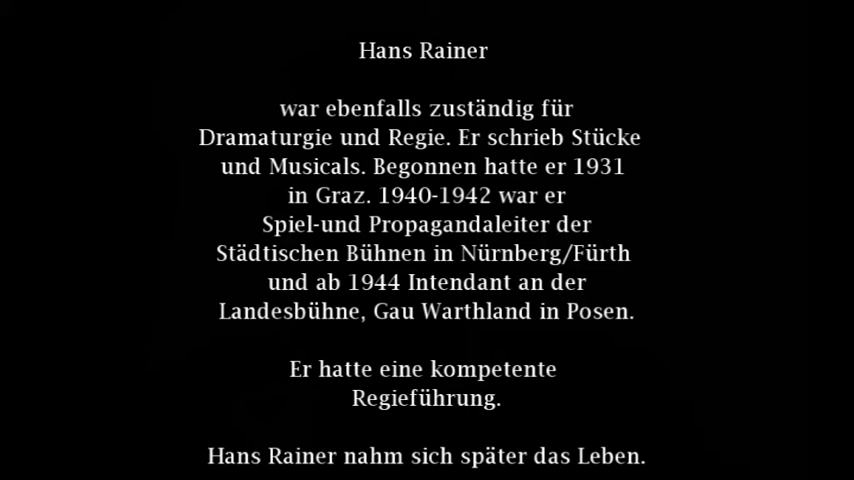 Hans Rainer
war ebenfalls zuständig für
Dramaturgie und Regie. Er schrieb Stücke
und Musicals. Begonnen hatte er 1931
in Graz. 1940-1942 war er
Spiel-und Propagandaleiter der
Städtischen Bühnen in Nürnberg/Fürth
und ab 1944 Intendant an der
Landesbühne, Gau Warthland in Posen.
Er hatte eine kompetente
Regieführung.
Hans Rainer nahm sich später das Leben.